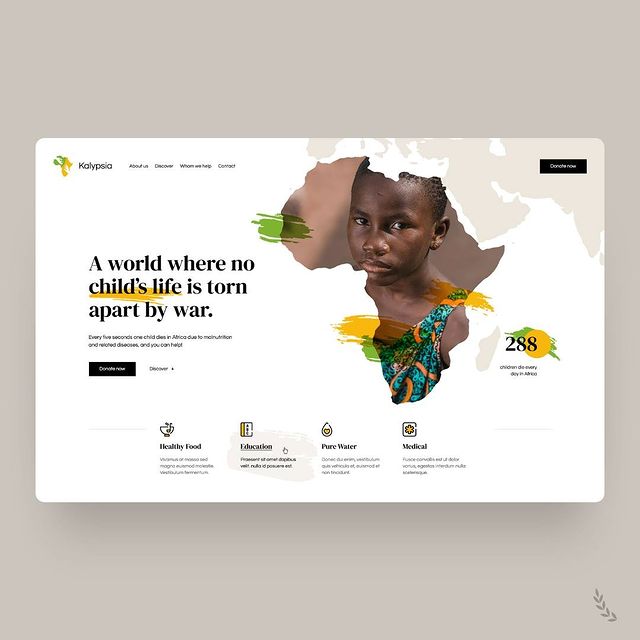 Kalypsia
About us Discover Whom we help Contact
Donate now
A world where no
child's life is torn
apart by war.
Every five seconds one child dies in Africa due to malnutrition
and related diseases, and you can help!
Donate now
Discover
288
children die every
day in Africa
Healthy Food
Vivamus at massa sed
magna euismod molestie.
Vestibulum fermentum.
Education
Praesent sit amet dapibus
velit, nulla id posuere est.
Pure Water
Donec dui enim, vestibulum
quis vehicula et, euismod et
non tincidunt.
Medical
Fusce convallis est ut dolor
varius, egestas interdum nulla
scelerisque.